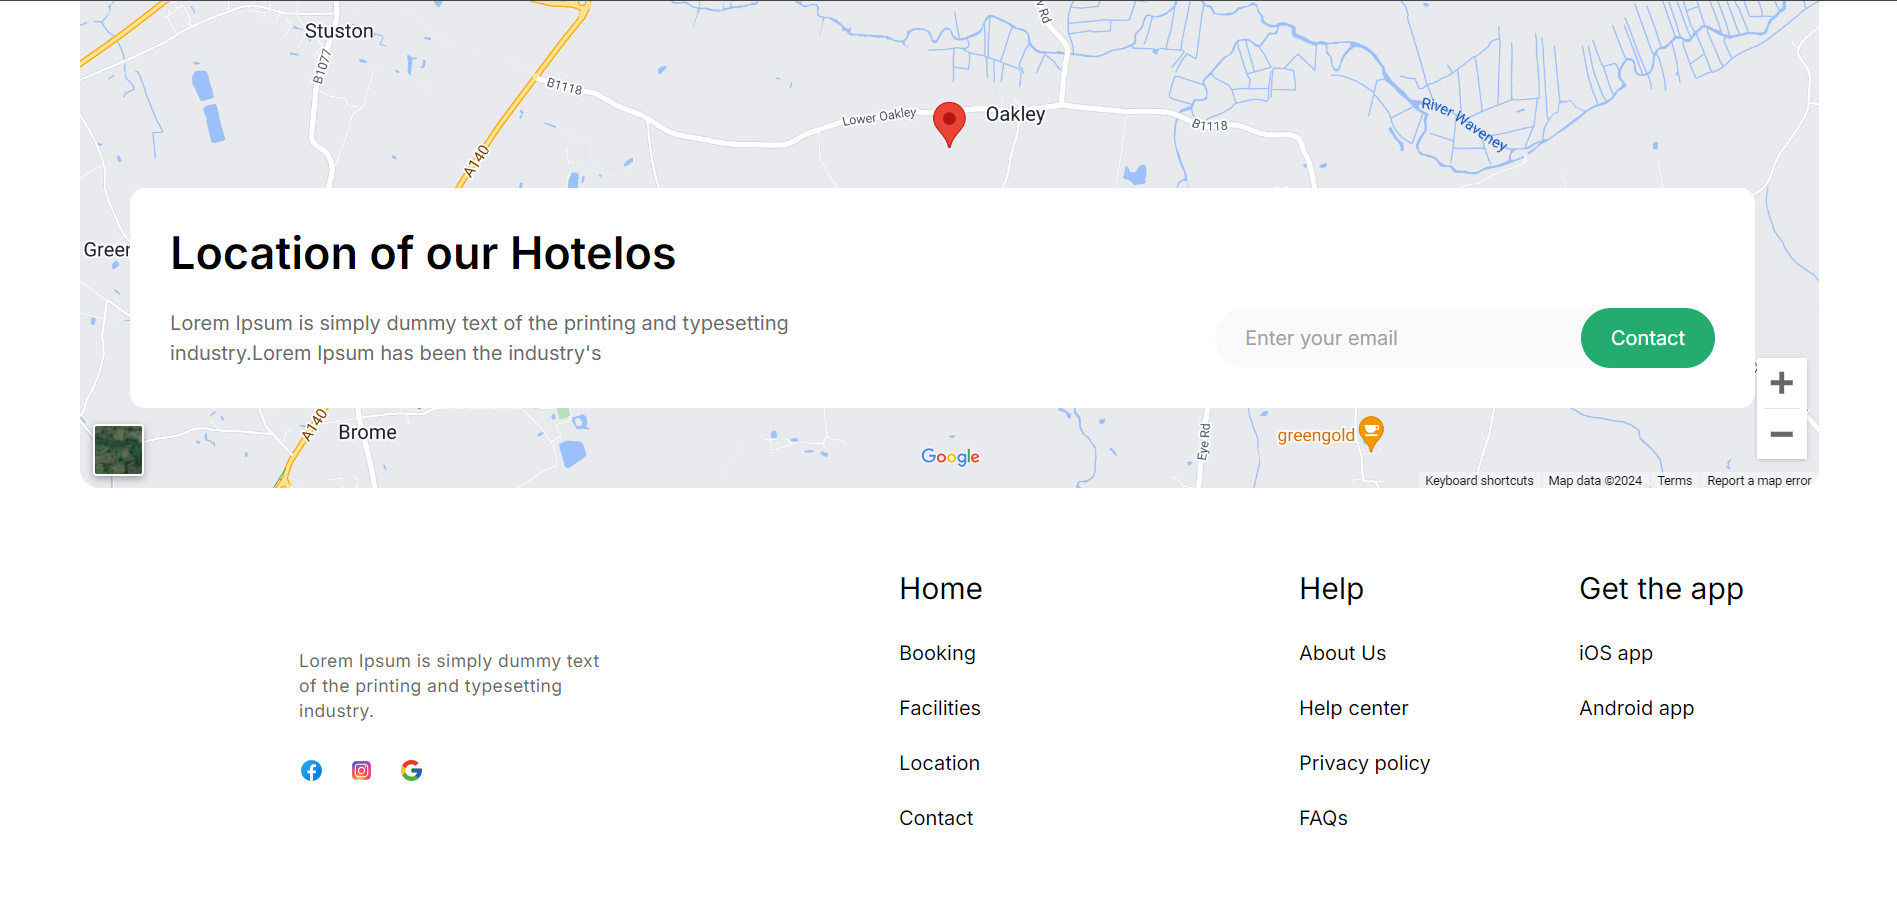 Stuston
B1077
B1118
v Rd
A140
Lower Oakley
Oakley
B1118
River Waveney
Green
Location of our Hotelos
Lorem Ipsum is simply dummy text of the printing and typesetting
industry.Lorem Ipsum has been the industry's
Enter your email
Contact
A140
Brome
Google
Eye Rd
greengold
Keyboard shortcuts
Map data ©2024
Terms
Report a map error
Lorem Ipsum is simply dummy text
of the printing and typesetting
industry.
Home
Booking
Facilities
Location
Contact
Help
About Us
Help center
Privacy policy
FAQs
Get the app
iOS app
Android app